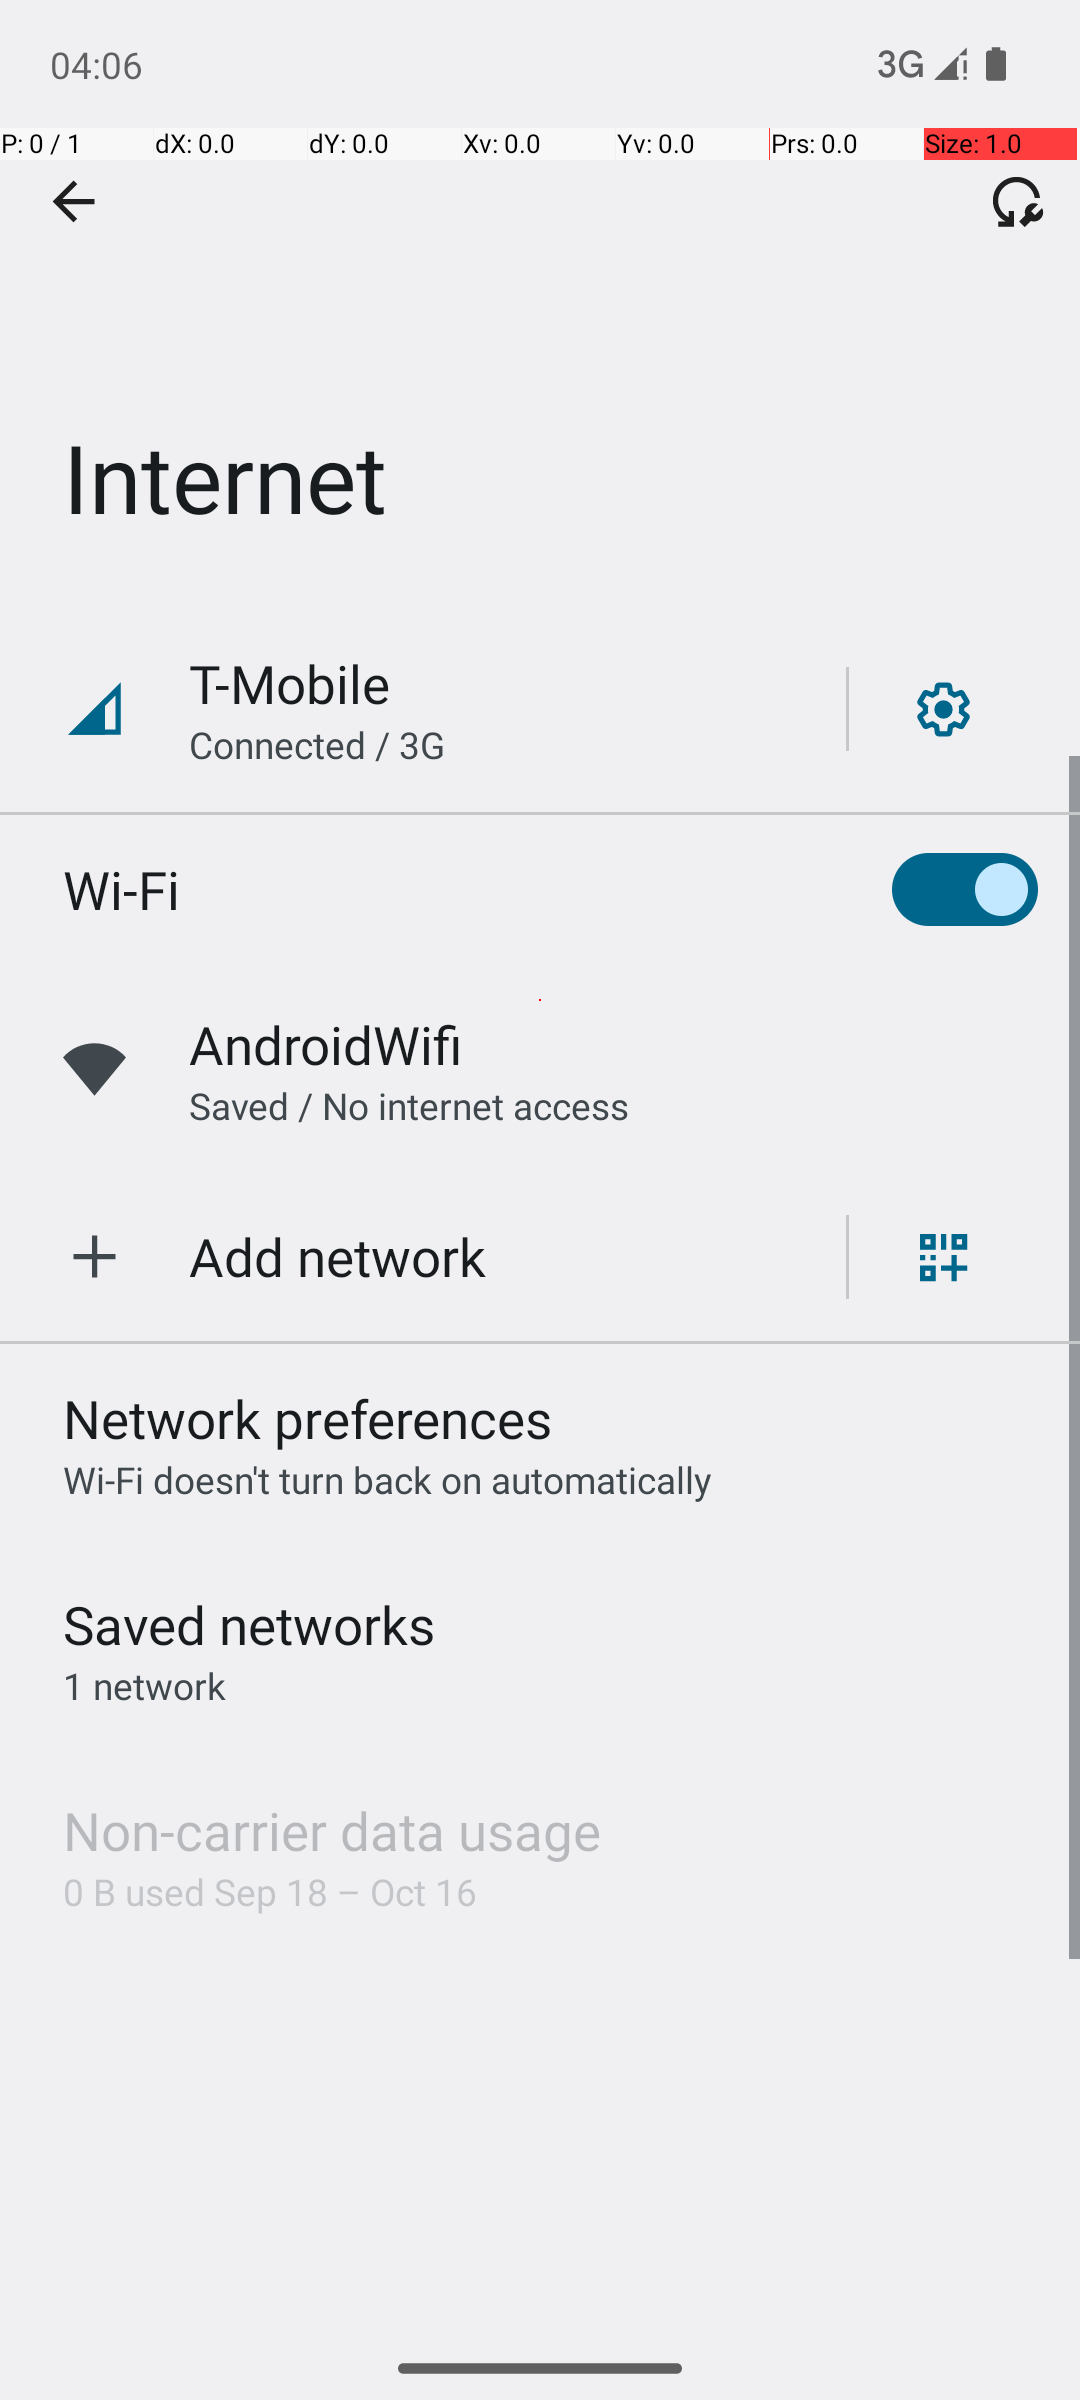 04:06 3G
P: 0 / 1 dX: 0.0 dY: 0.0 Xv: 0.0 Yv: 0.0 Prs: 0.0 Size: 1.0
Internet
T-Mobile
Connected / 3G
Wi-Fi
AndroidWifi
Saved / No internet access
Add network
Network preferences
Wi-Fi doesn't turn back on automatically
Saved networks
1 network
Non-carrier data usage
0 B used Sep 18 – Oct 16